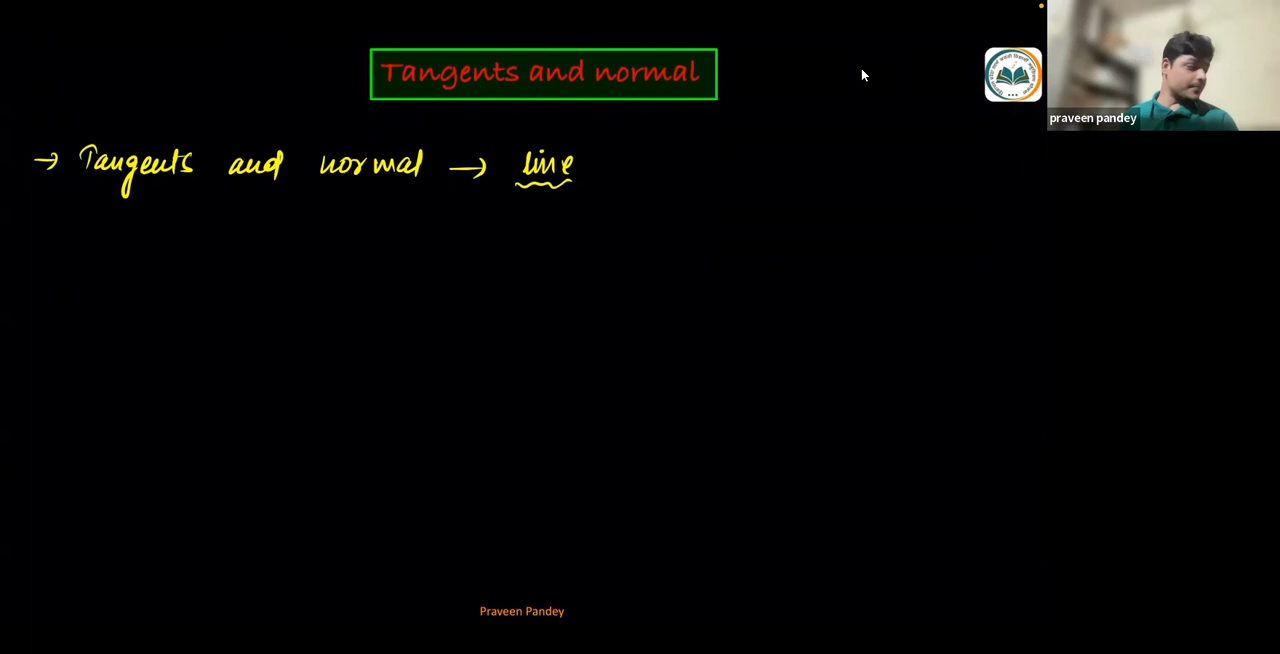 Tangents and normal
praveen pandey
→ Tangents and normal → line
Praveen Pandey